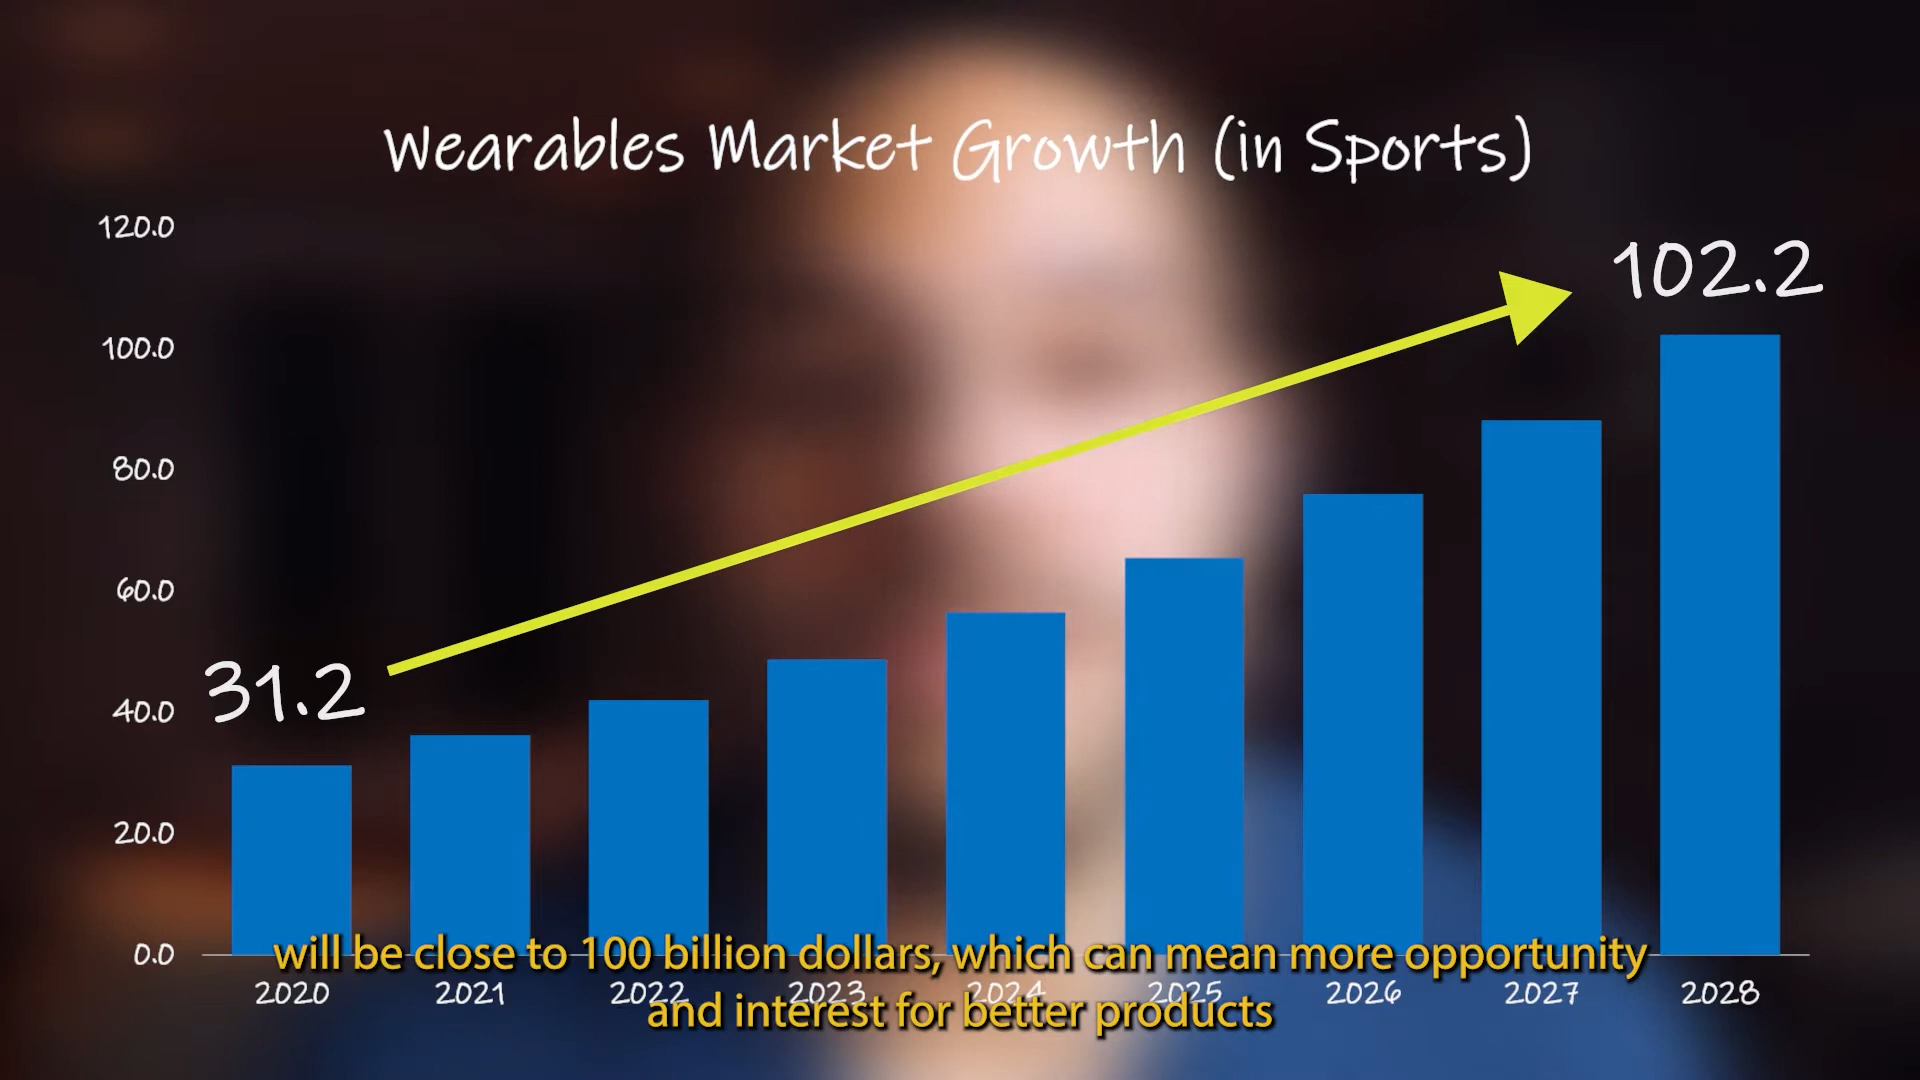 Wearables Market Growth (in Sports)
120.0
102.2
100.0
80.0
60.0
31.2
40.0
20.0
0.0
will be close to 100 billion dollars, which can mean more opportunity
2020 2021 2022 2023 2024 2025 2026 2027 2028
and interest for better products